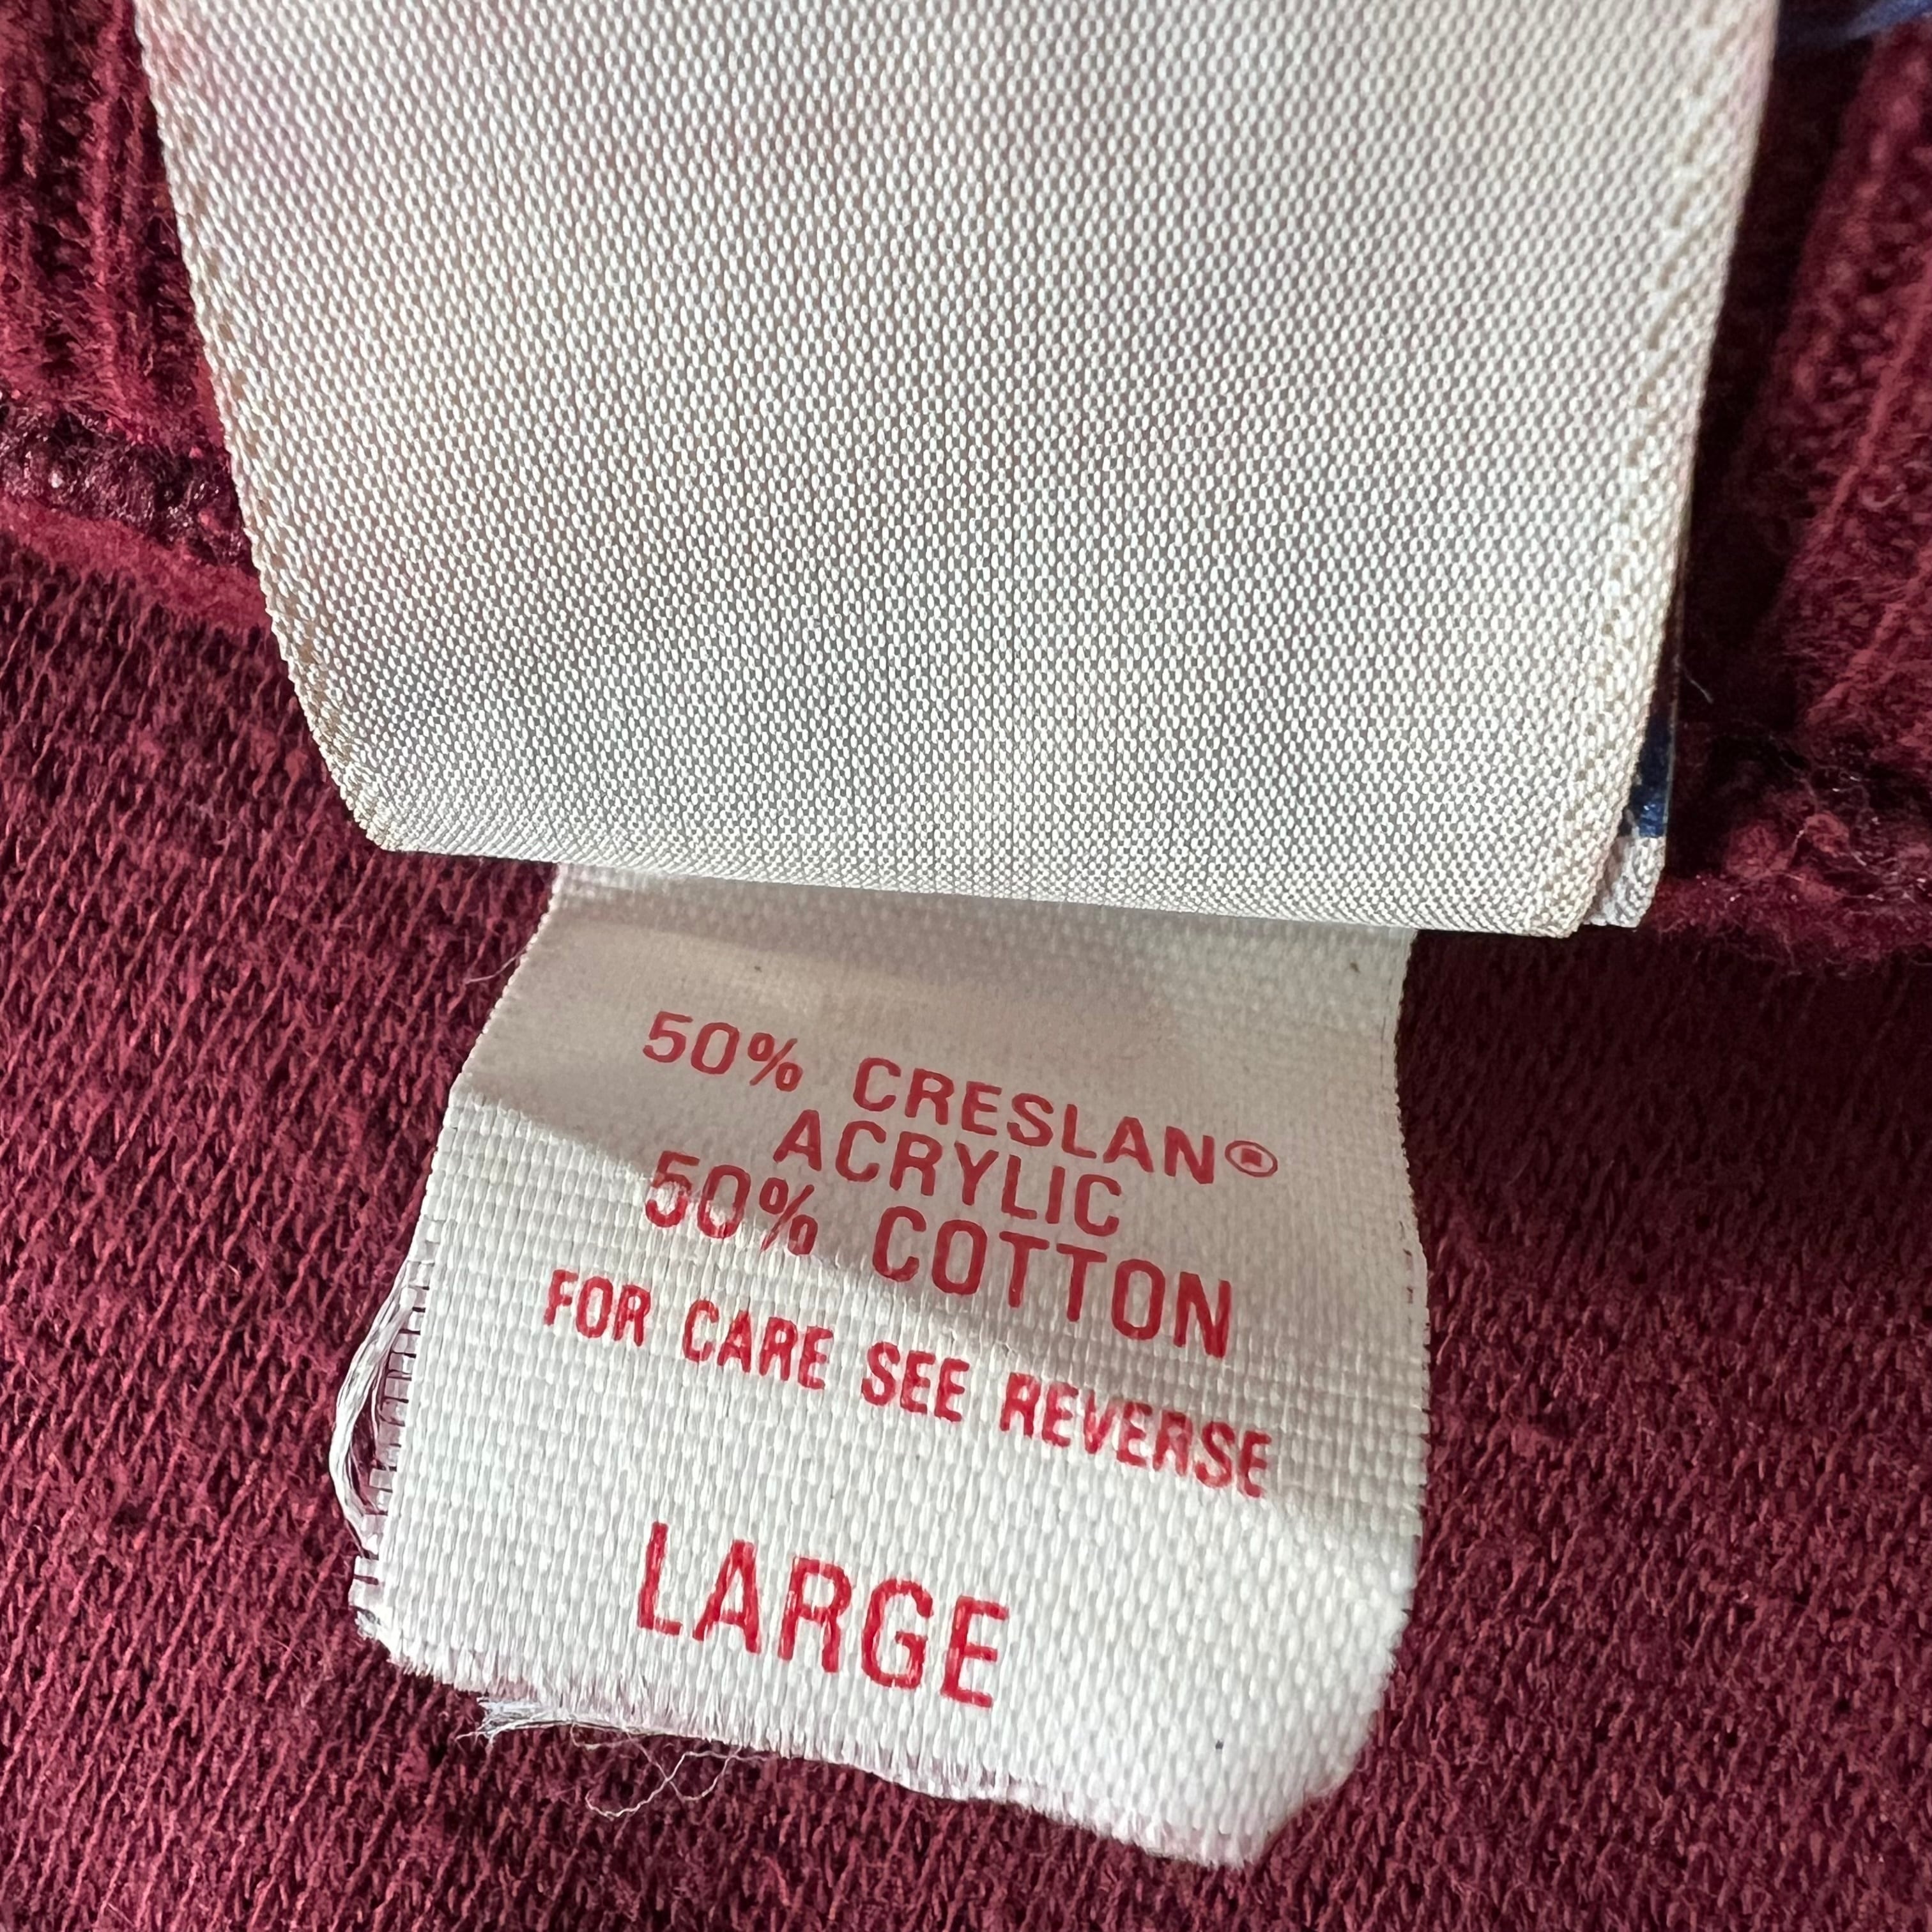 50% CRESLAN®
ACRYLIC
50% COTTON
FOR CARE SEE REVERSE
LARGE